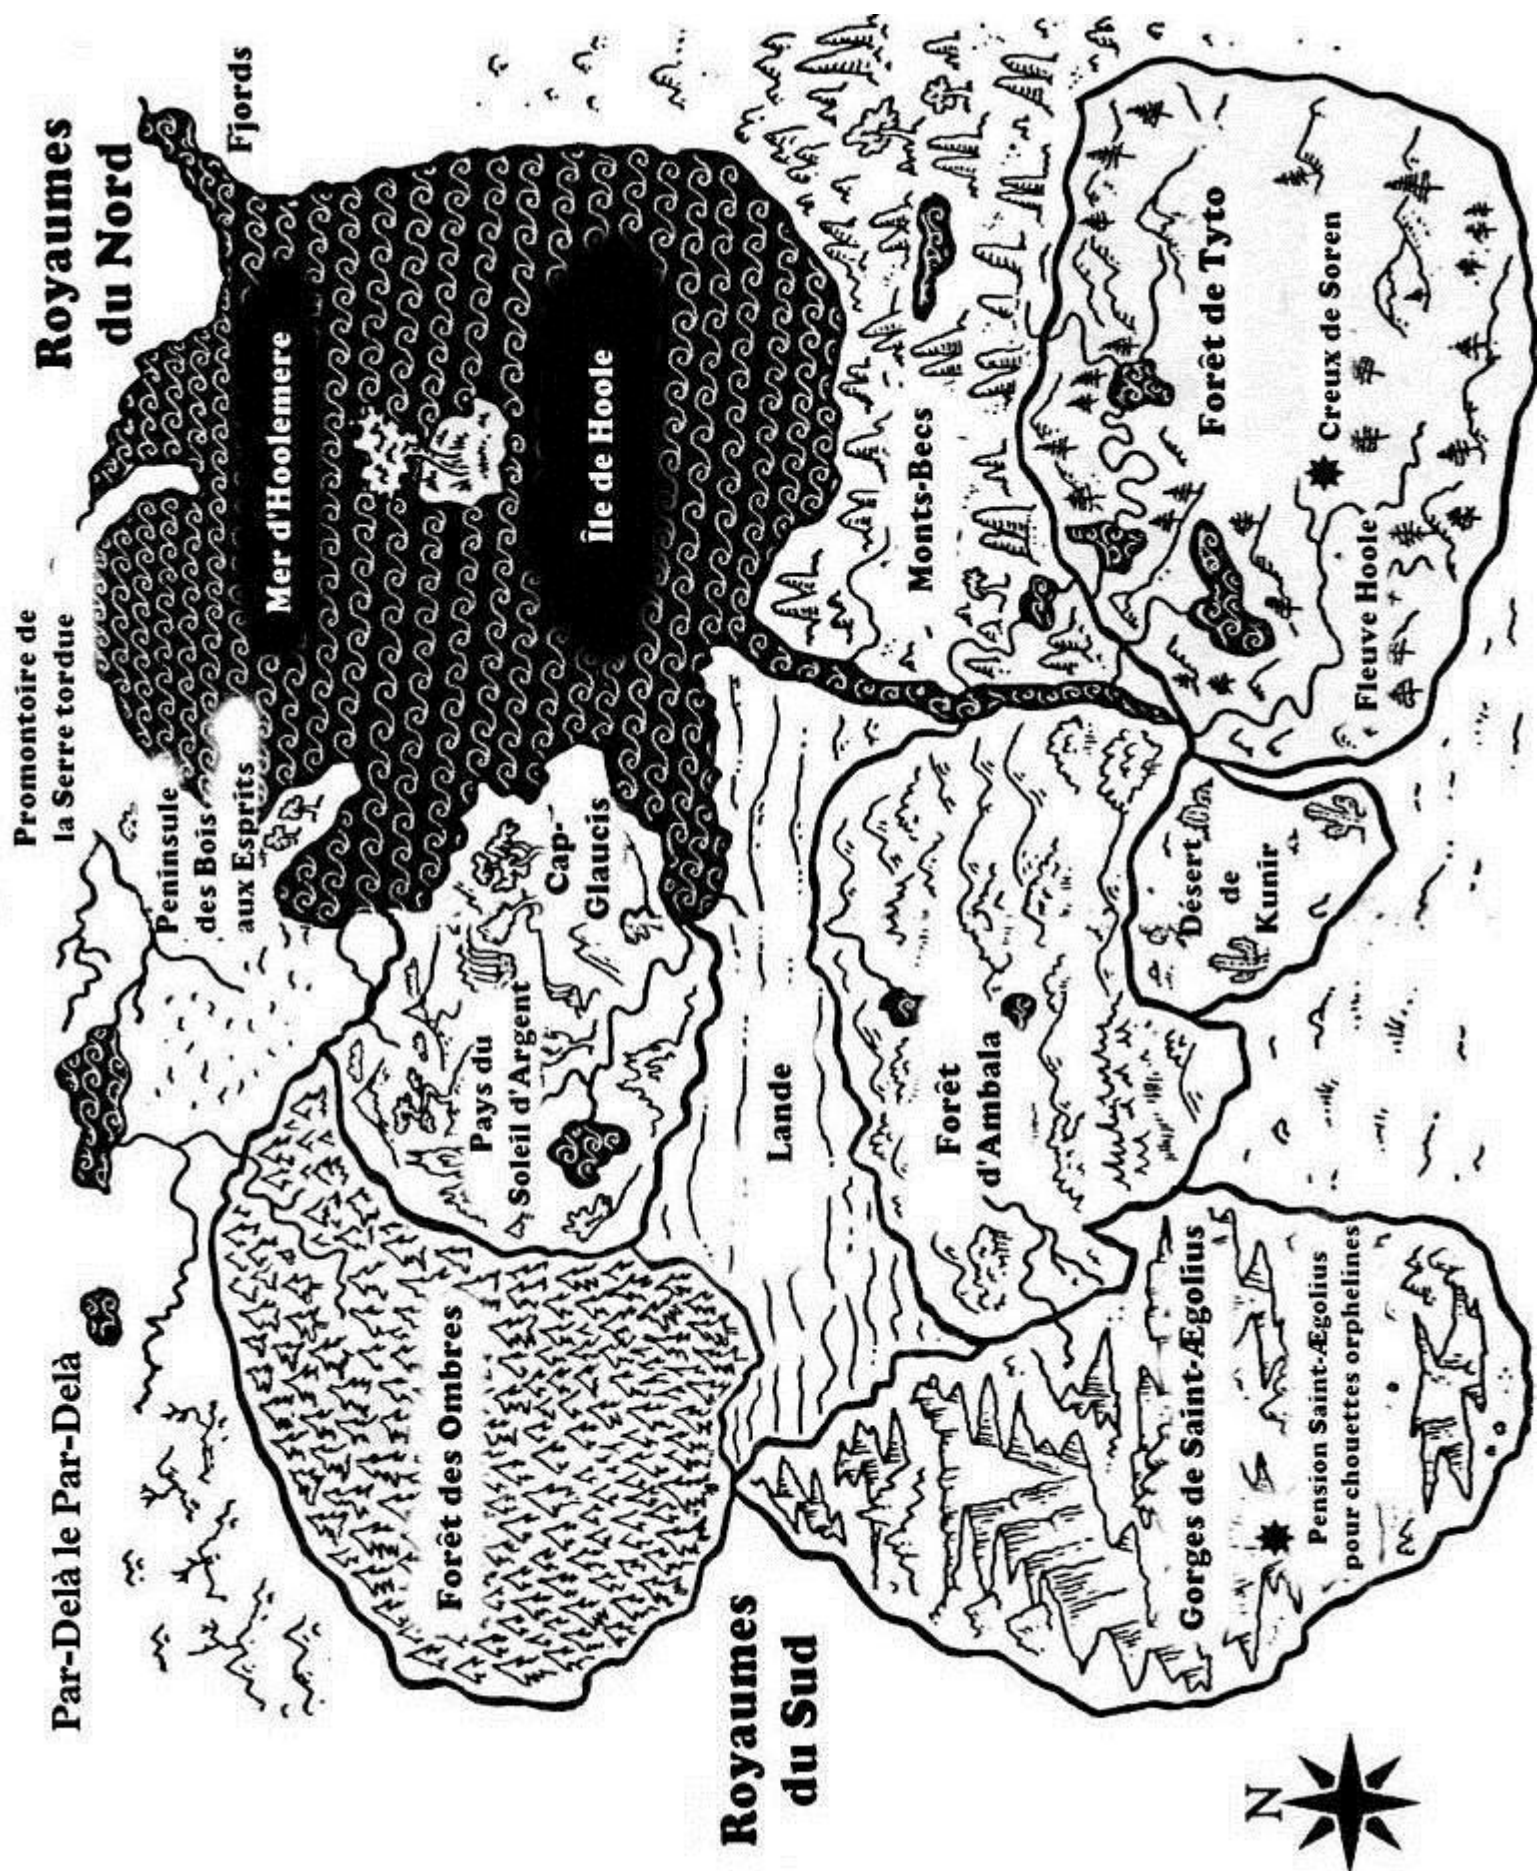 Par-Delà le Par-Delà
Promontoire de
la Serre tordue
Royaumes
du Nord
Peninsule
des Bois
aux Esprits
Fjords
Mer d'Hoolemere
Forêt des Ombres
Pays du
Soleil d'Argent
Cap-
Glaucis
Île de Hoole
Royaumes
du Sud
Lande
Monts-Becs
Forêt
d'Ambala
Désert
de
Kunir
Forêt de Tyto
Gorges de Saint-Ægolius
Creux de Soren
Pension Saint-Ægolius
pour chouettes orphelines
Fleuve Hoole
N